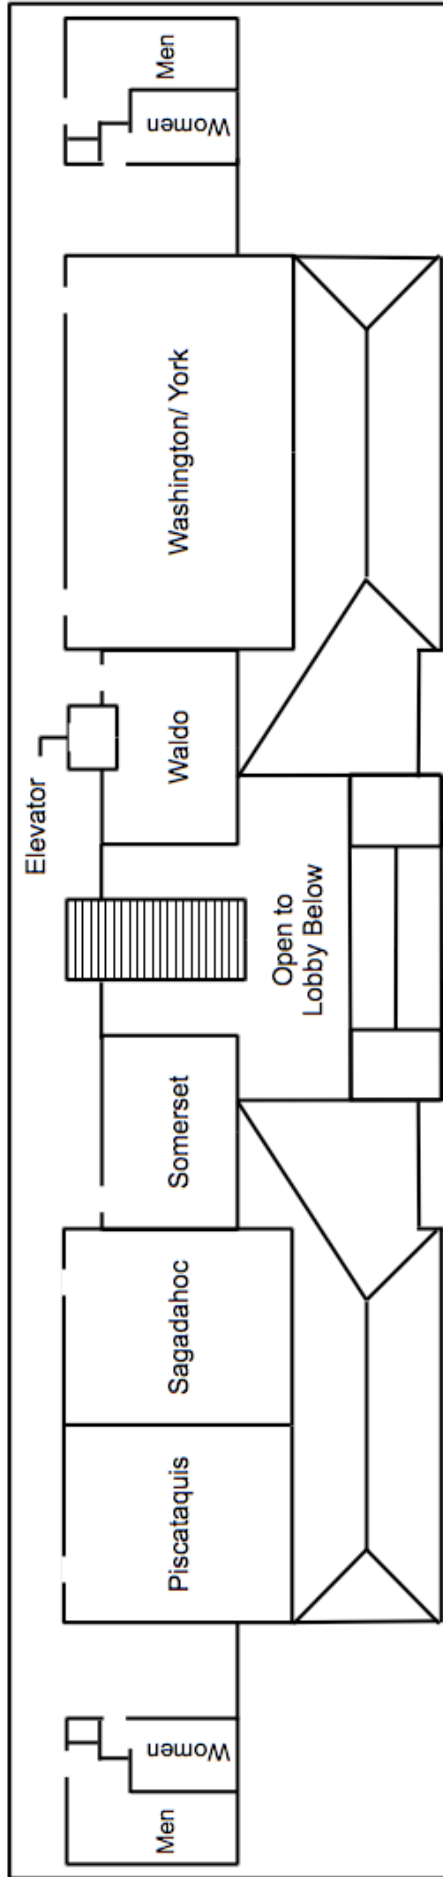 Men
Women
Piscataquis
Sagadahoc
Somerset
Open to
Lobby Below
Elevator
Waldo
Washington/ York
Women
Men